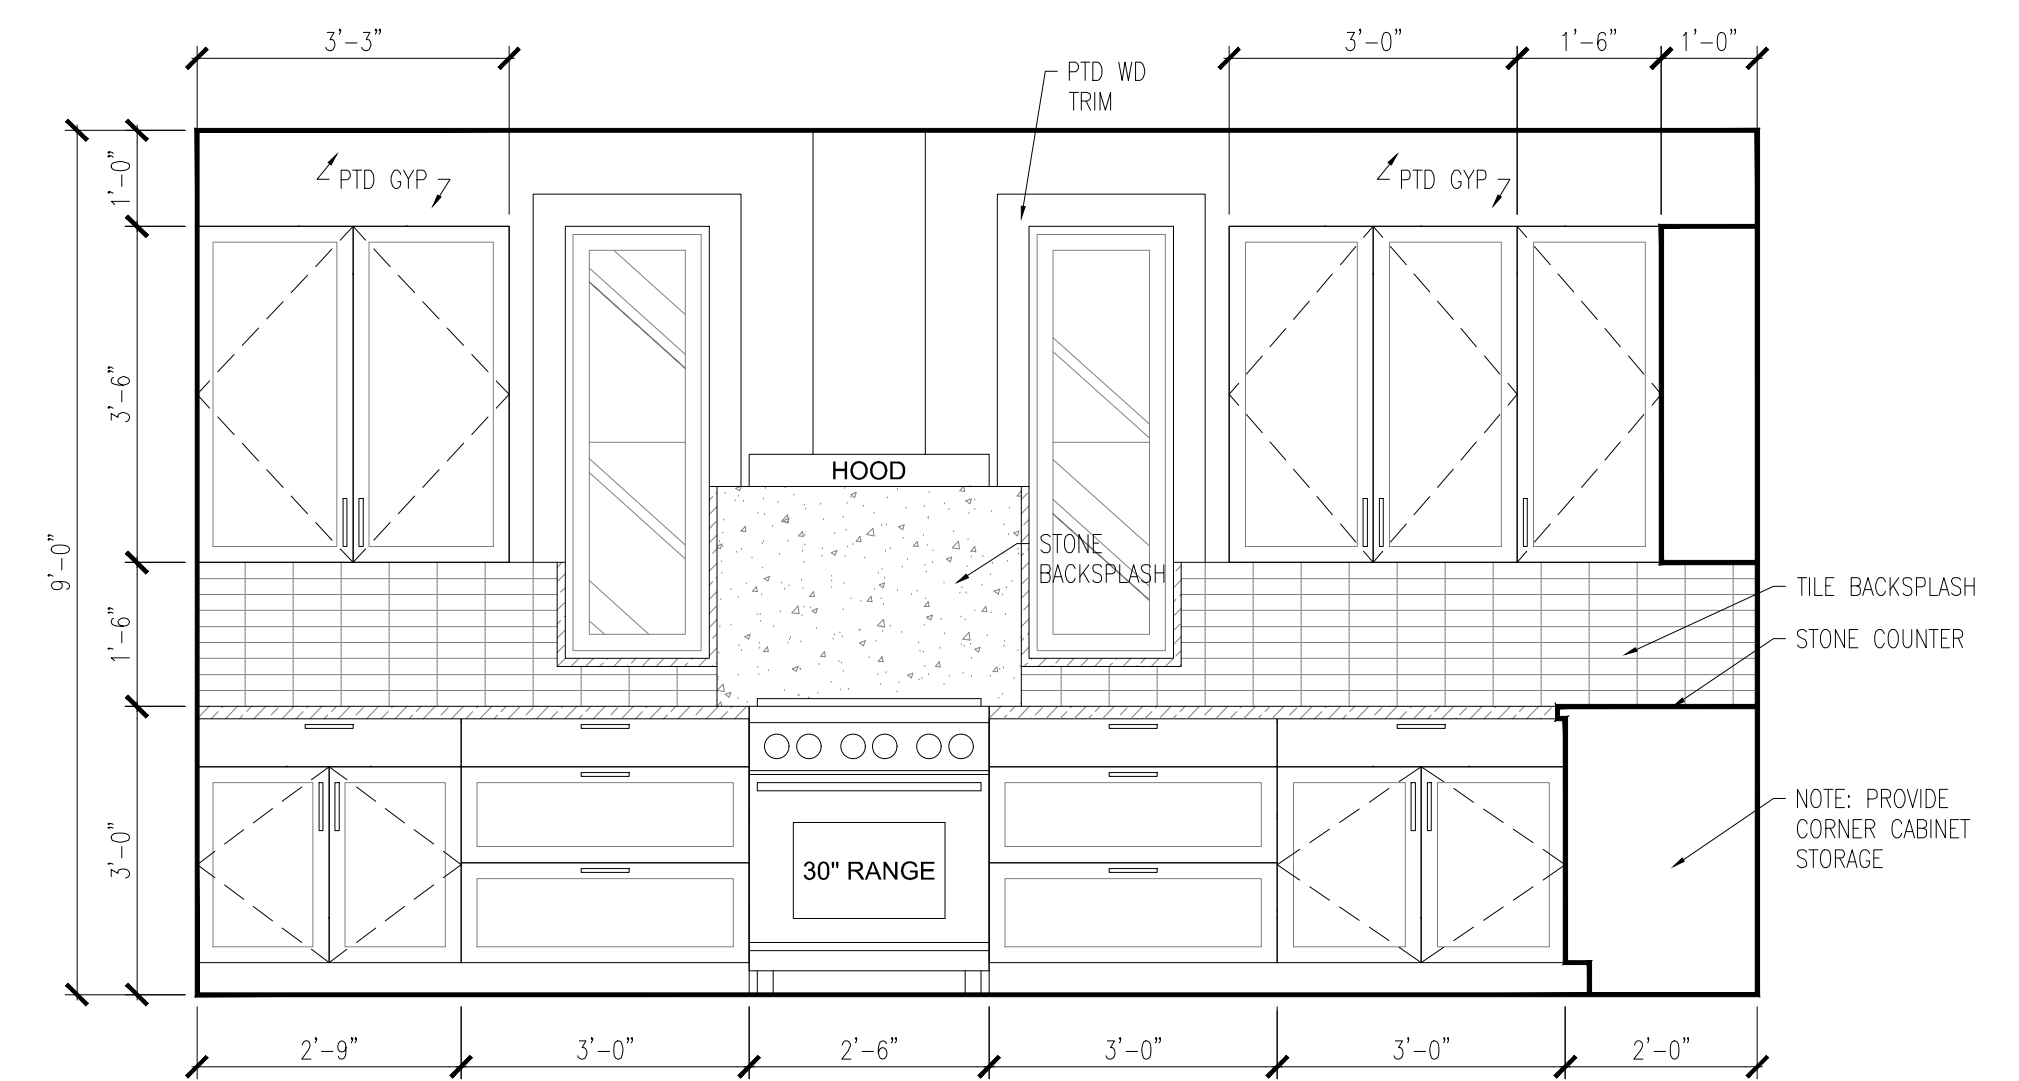 3'-3"
3'-0"
1'-6"
1'-0"
PTD WD
TRIM
1'-0"
PTD GYP
PTD GYP
3'-6"
HOOD
9'-0"
STONE
BACKSPLASH
TILE BACKSPLASH
1'-6"
STONE COUNTER
NOTE: PROVIDE
CORNER CABINET
STORAGE
3'-0"
30" RANGE
2'-9"
3'-0"
2'-6"
3'-0"
3'-0"
2'-0"